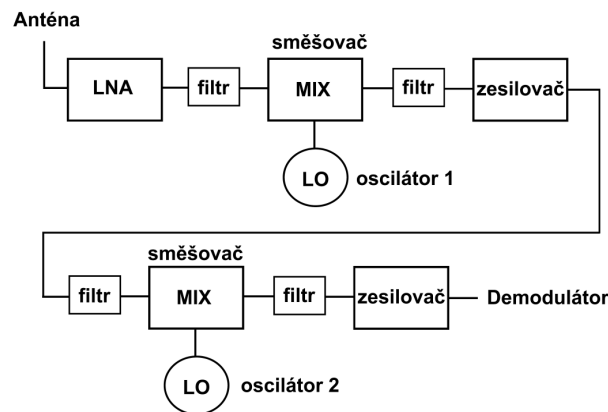 Anténa
směšovač
LNA
filtr
MIX
filtr
zesilovač
LO
oscilátor 1
směšovač
filtr
MIX
filtr
zesilovač
Demodulátor
LO
oscilátor 2